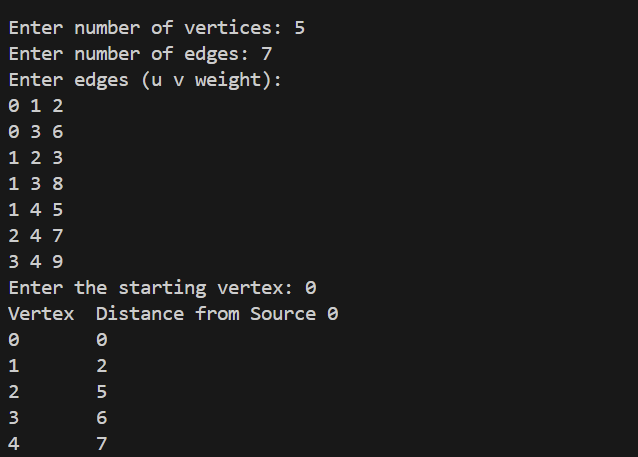 Enter number of vertices: 5
Enter number of edges: 7
Enter edges (u v weight):
0 1 2
0 3 6
1 2 3
1 3 8
1 4 5
2 4 7
3 4 9
Enter the starting vertex: 0
Vertex  Distance from Source 0
0       0
1       2
2       5
3       6
4       7